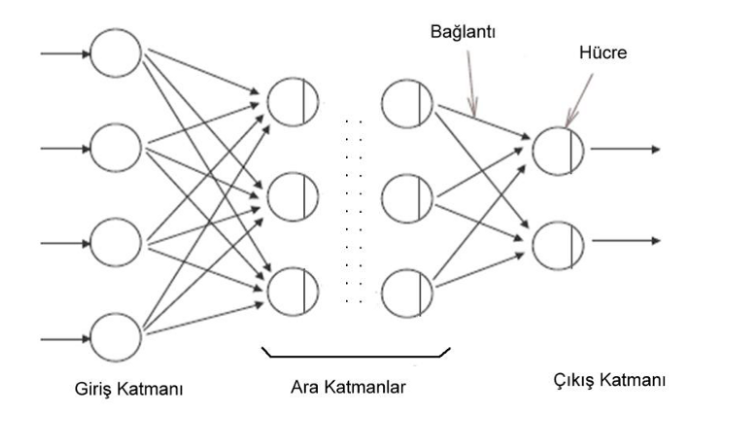 Bağlantı
Hücre
Giriş Katmanı
Ara Katmanlar
Çıkış Katmanı